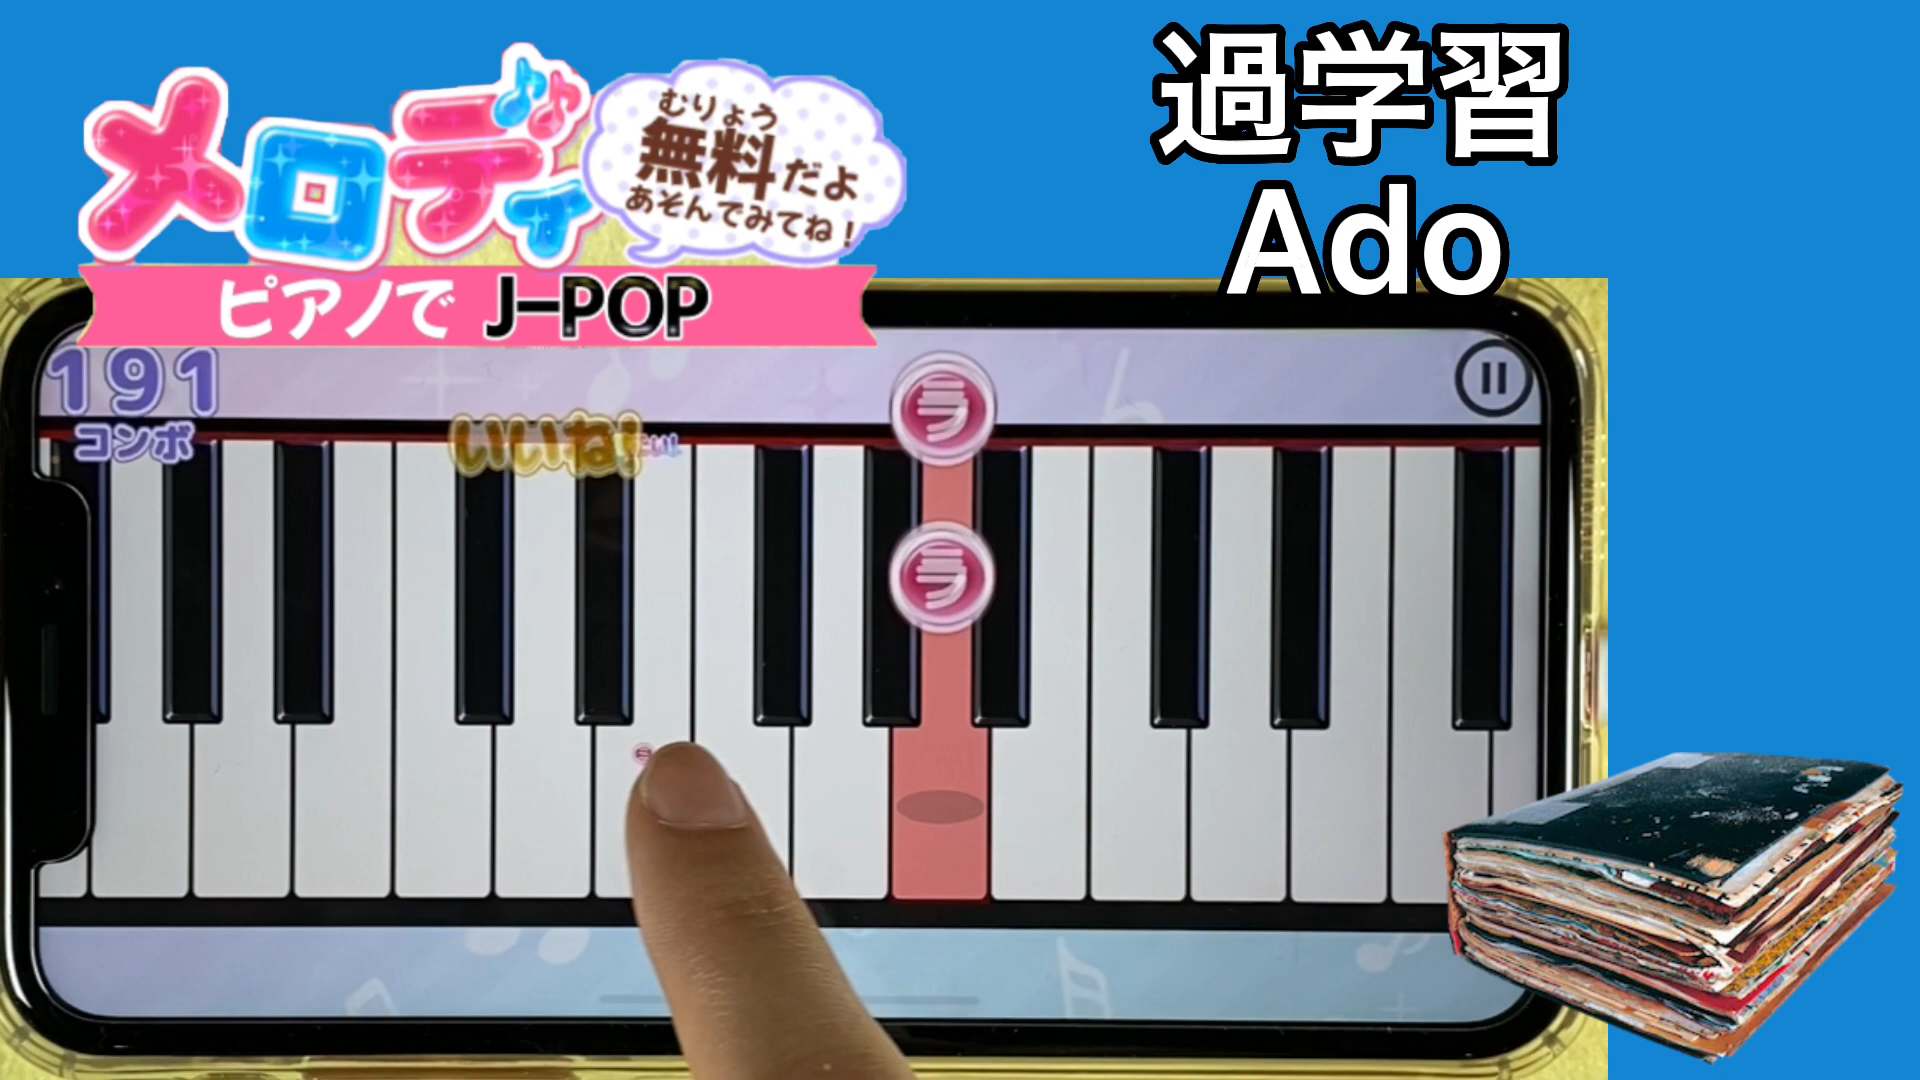 メロディ
むりょう
無料だよ
あそんでみてね!
ピアノで J-POP
過学習
Ado
191
コンボ
いいね!
ラ
ラ